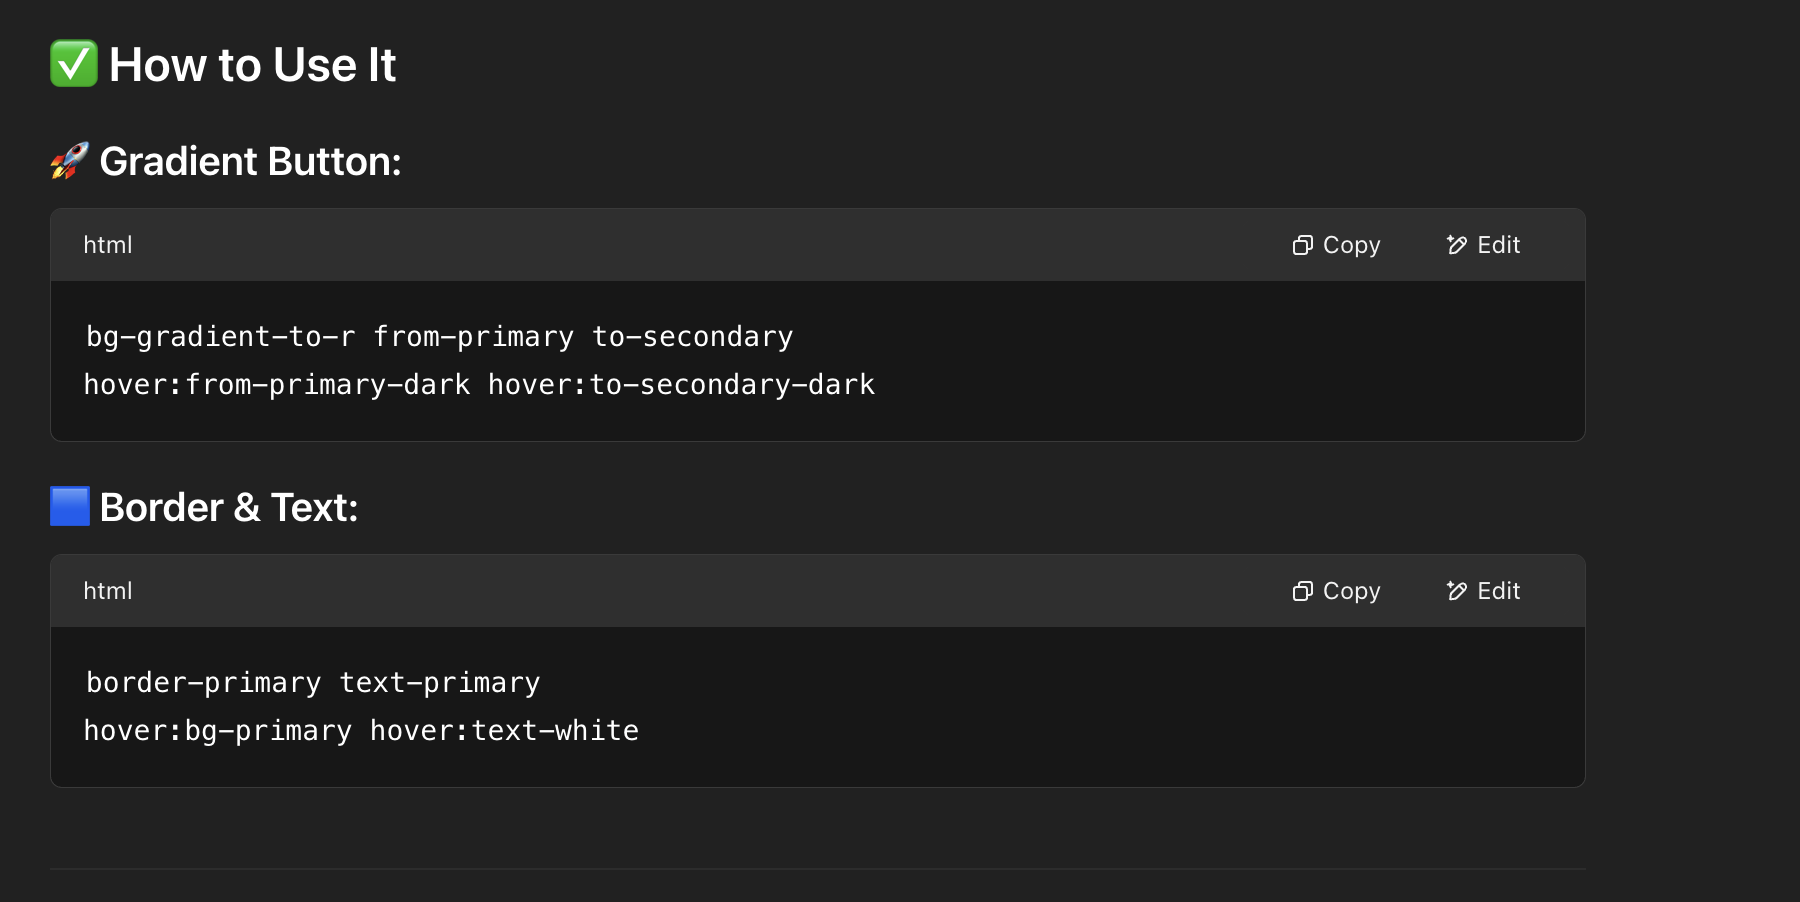 ✅ How to Use It
🚀 Gradient Button:
html
Copy
Edit
bg-gradient-to-r from-primary to-secondary
hover:from-primary-dark hover:to-secondary-dark
🟦 Border & Text:
html
Copy
Edit
border-primary text-primary
hover:bg-primary hover:text-white